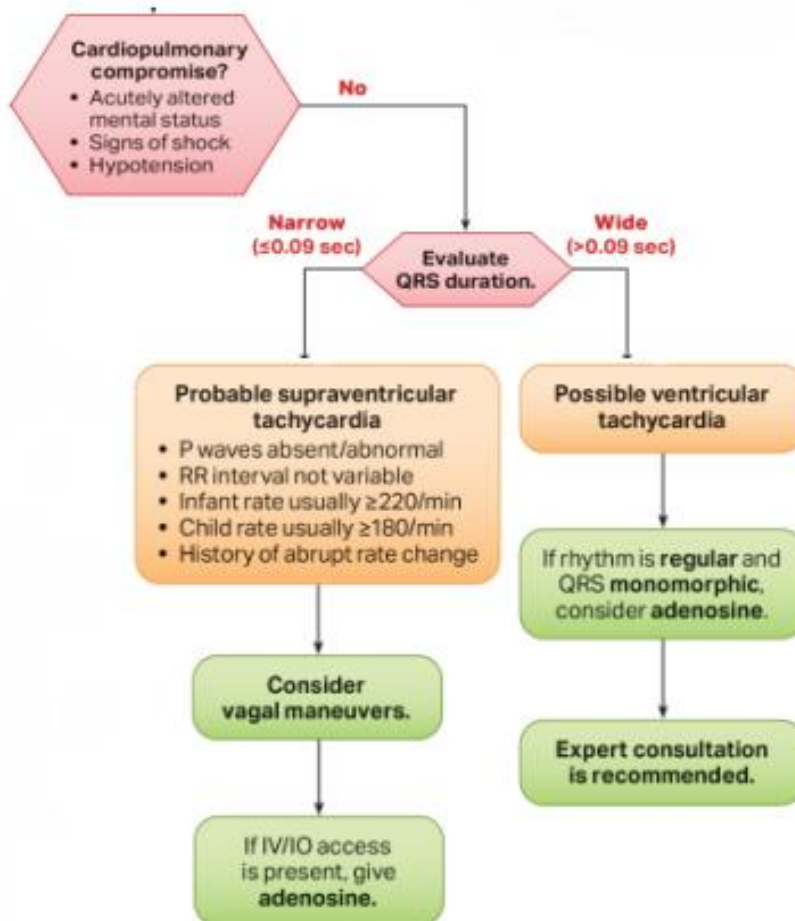 Cardiopulmonary
compromise?
• Acutely altered
mental status
• Signs of shock
• Hypotension
No
Narrow
(≤0.09 sec)
Wide
(>0.09 sec)
Evaluate
QRS duration.
Probable supraventricular
tachycardia
• P waves absent/abnormal
• RR interval not variable
• Infant rate usually ≥220/min
• Child rate usually ≥180/min
• History of abrupt rate change
Possible ventricular
tachycardia
If rhythm is regular and
QRS monomorphic,
consider adenosine.
Consider
vagal maneuvers.
Expert consultation
is recommended.
If IV/IO access
is present, give
adenosine.